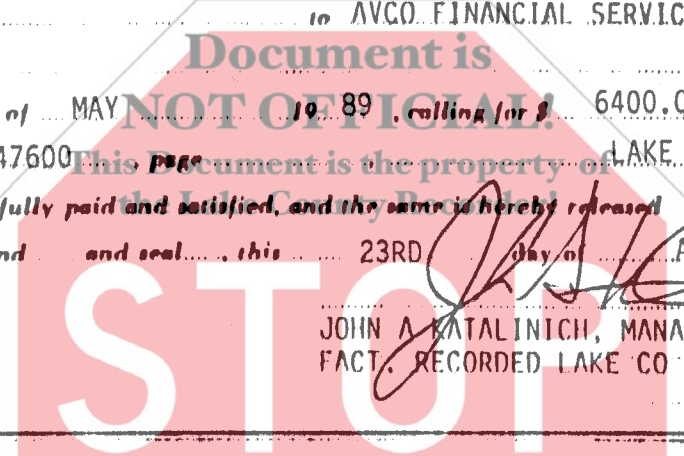 to AVCO FINANCIAL SERVIC
Document is
of MAY 19 89, calling for $ 6400.0
NOT OFFICIAL!
47600, page LAKE
This Document is the property of
the Lake County Recorder!
fully paid and satisfied, and the same is hereby released
nd and seal, this 23RD day of A
STOP
JOHN A KATALINICH, MANA
FACT. RECORDED LAKE CO